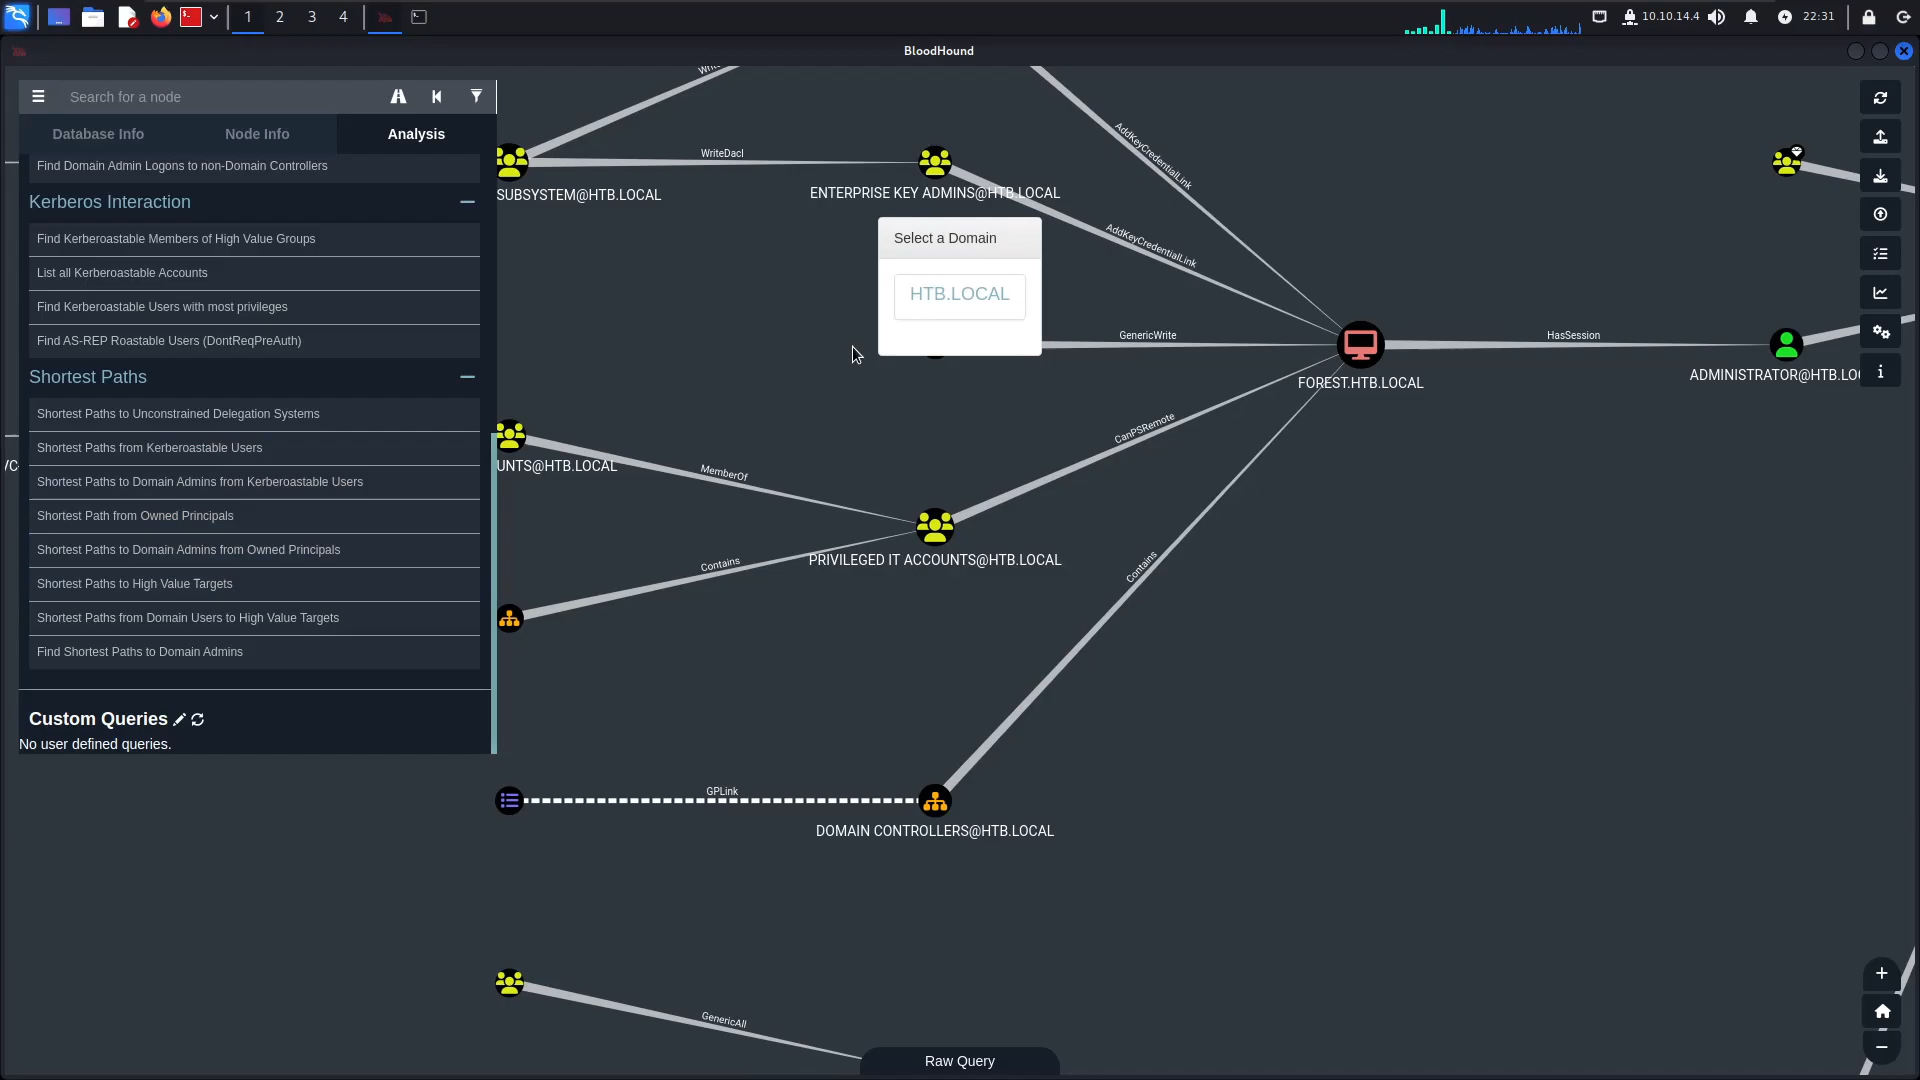 1 2 3 4
10.10.14.4
22:31
BloodHound
Search for a node
Database Info
Node Info
Analysis
Find Domain Admin Logons to non-Domain Controllers
Kerberos Interaction
Find Kerberoastable Members of High Value Groups
List all Kerberoastable Accounts
Find Kerberoastable Users with most privileges
Find AS-REP Roastable Users (DontReqPreAuth)
Shortest Paths
Shortest Paths to Unconstrained Delegation Systems
Shortest Paths from Kerberoastable Users
Shortest Paths to Domain Admins from Kerberoastable Users
Shortest Path from Owned Principals
Shortest Paths to Domain Admins from Owned Principals
Shortest Paths to High Value Targets
Shortest Paths from Domain Users to High Value Targets
Find Shortest Paths to Domain Admins
Custom Queries
No user defined queries.
WriteDacl
AddKeyCredentialLink
SUBSYSTEM@HTB.LOCAL
ENTERPRISE KEY ADMINS@HTB.LOCAL
AddKeyCredentialLink
Select a Domain
HTB.LOCAL
GenericWrite
HasSession
FOREST.HTB.LOCAL
ADMINISTRATOR@HTB.LO
CanPSRemote
UNTS@HTB.LOCAL
MemberOf
PRIVILEGED IT ACCOUNTS@HTB.LOCAL
Contains
Contains
GPLink
DOMAIN CONTROLLERS@HTB.LOCAL
GenericAll
Raw Query